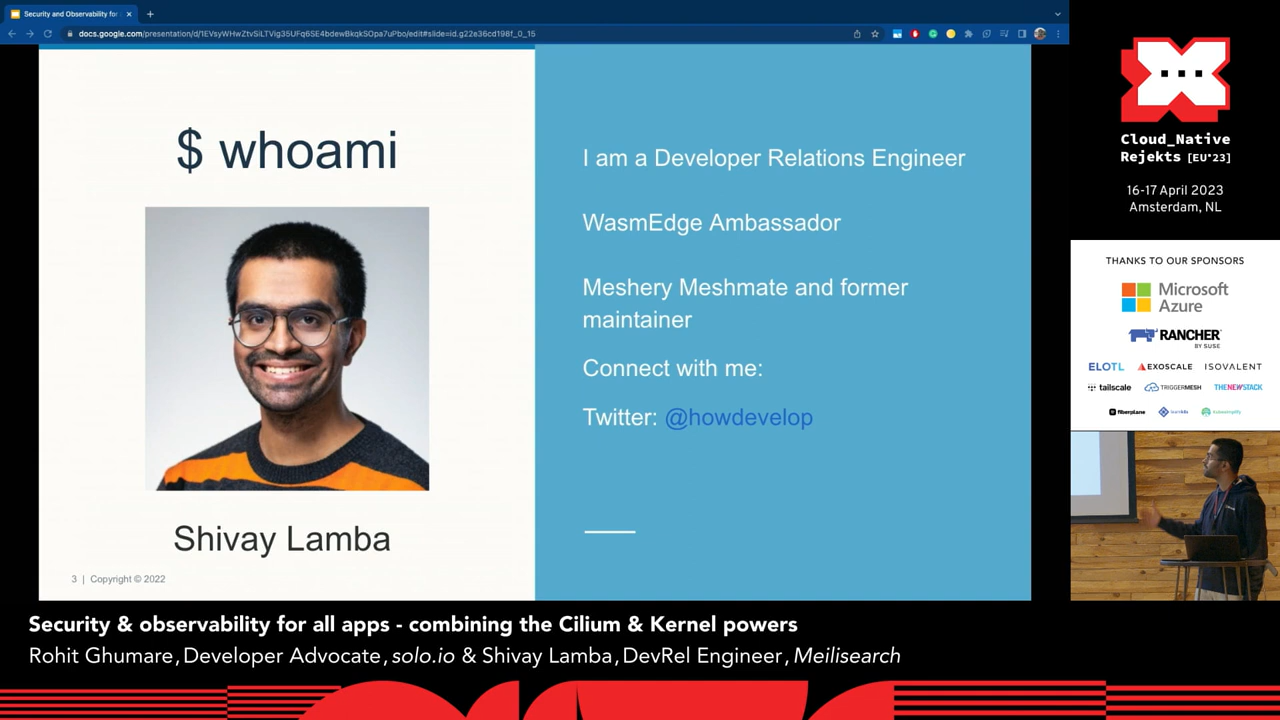 Security and Observability for
docs.google.com/presentation/d/1EVsyWHwZtvSiLTVig35UFq6SE4bdewBkqkSOpa7uPbo/edit#slide=id.g22e36cd198f_0_15
$ whoami
Shivay Lamba
3 | Copyright © 2022
I am a Developer Relations Engineer
WasmEdge Ambassador
Meshery Meshmate and former
maintainer
Connect with me:
Twitter: @howdevelop
Cloud_Native
Rejekts [EU*23]
16-17 April 2023
Amsterdam, NL
THANKS TO OUR SPONSORS
Microsoft
Azure
RANCHER
BY SUSE
ELOTL EXOSCALE ISOVALENT
tailscale TRIGGERMESH THENEWSTACK
fiberplane kubesimplify
Security & observability for all apps - combining the Cilium & Kernel powers
Rohit Ghumare, Developer Advocate, solo.io & Shivay Lamba, DevRel Engineer, Meilisearch